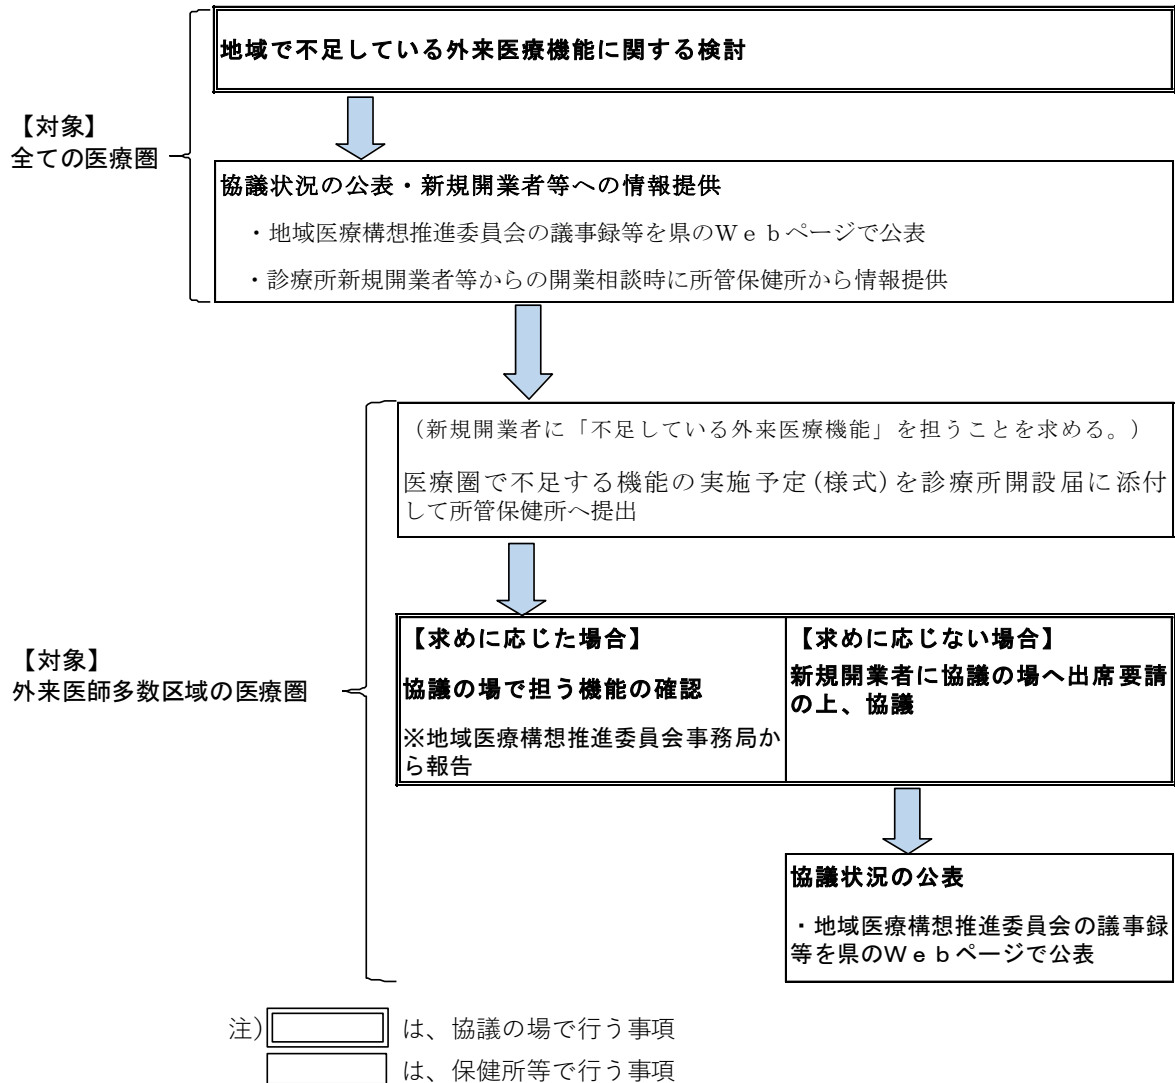 地域で不足している外来医療機能に関する検討
【対象】
全ての医療圏
協議状況の公表・新規開業者等への情報提供
・地域医療構想推進委員会の議事録等を県のWebページで公表
・診療所新規開業者等からの開業相談時に所管保健所から情報提供
（新規開業者に「不足している外来医療機能」を担うことを求める。）
医療圏で不足する機能の実施予定(様式)を診療所開設届に添付
して所管保健所へ提出
【対象】
外来医師多数区域の医療圏
【求めに応じた場合】
協議の場で担う機能の確認
※地域医療構想推進委員会事務局か
ら報告
【求めに応じない場合】
新規開業者に協議の場へ出席要請
の上、協議
協議状況の公表
・地域医療構想推進委員会の議事録
等を県のWebページで公表
注) は、協議の場で行う事項
は、保健所等で行う事項